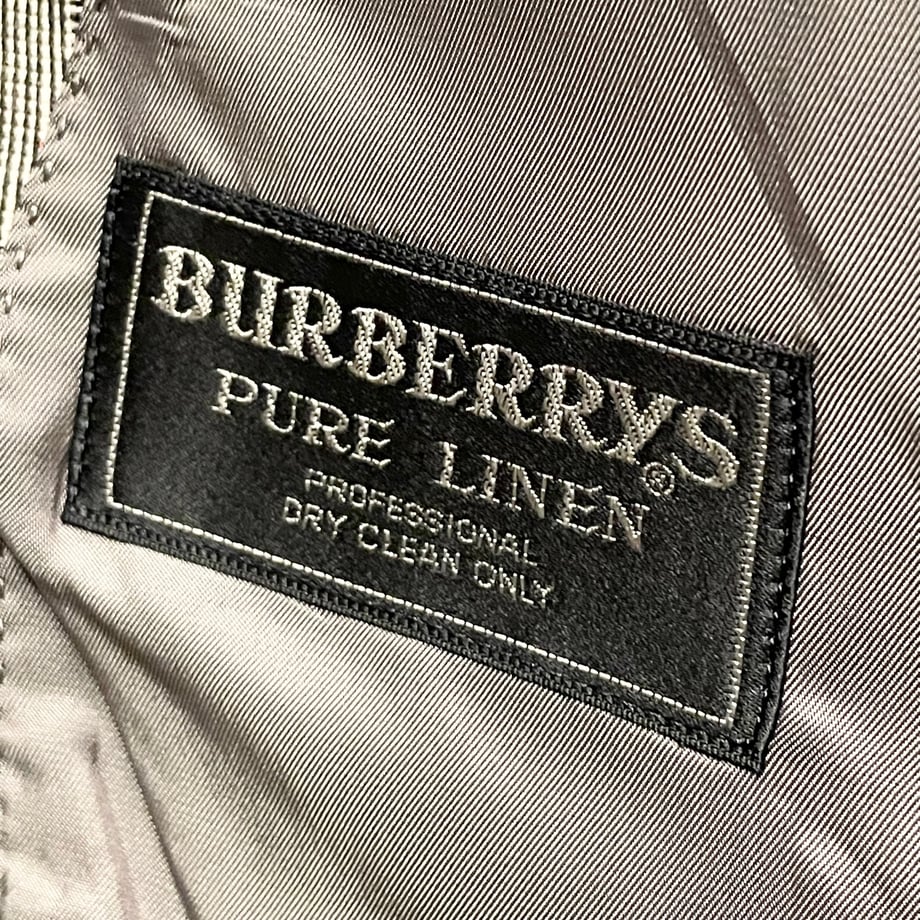 BURBERRYS®
PURE LINEN
PROFESSIONAL
DRY CLEAN ONLY